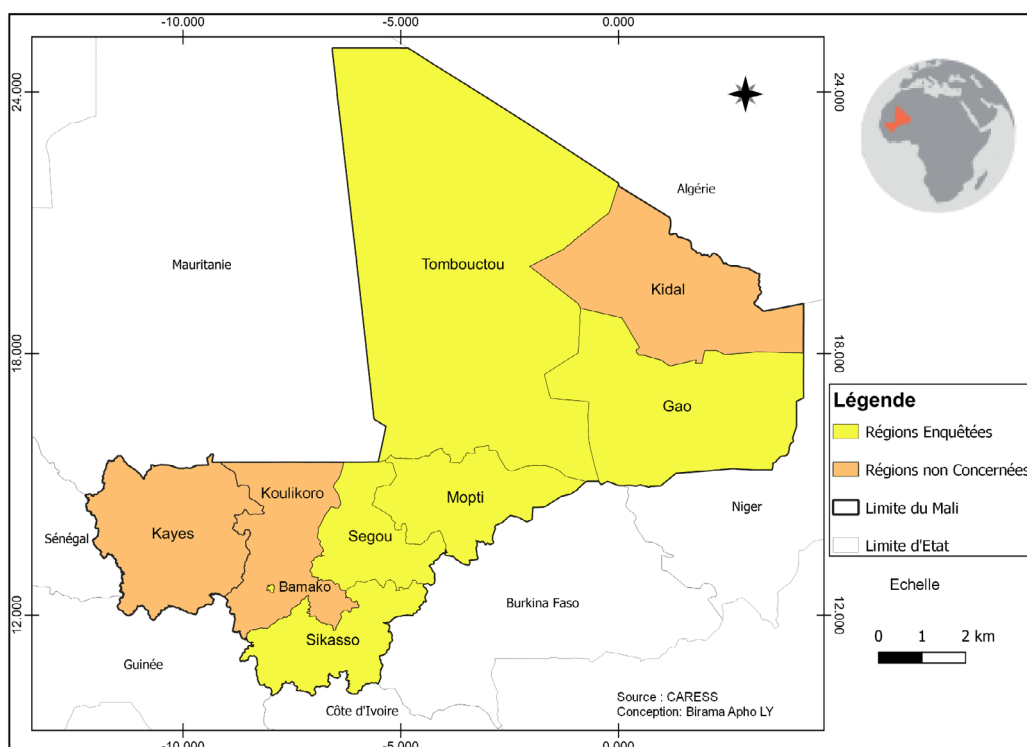 -10.000
-5.000
0.000
24.000
24.000
Algérie
Mauritanie
Tombouctou
Kidal
18.000
18.000
Gao
Légende
Régions Enquêtées
Régions non Concernées
Limite du Mali
Limite d'Etat
Koulikoro
Mopti
Kayes
Segou
Niger
Sénégal
Bamako
Echelle
Burkina Faso
12.000
12.000
Sikasso
0 1 2 km
Guinée
Source : CARESS
Conception: Birama Apho LY
Côte d'Ivoire
-10.000
-5.000
0.000